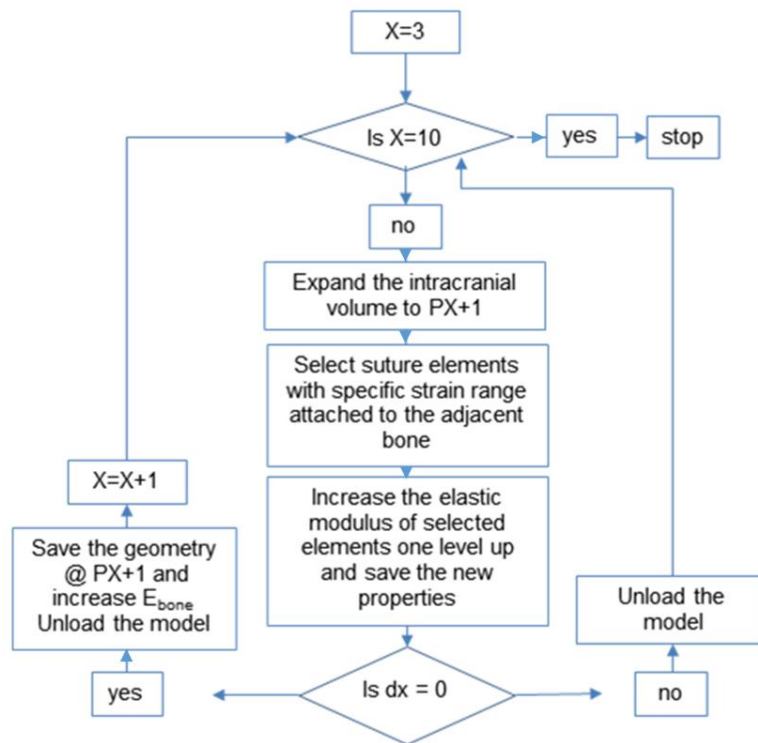 X=3
Is X=10
yes
stop
no
Expand the intracranial
volume to PX+1
Select suture elements
with specific strain range
attached to the adjacent
bone
X=X+1
Increase the elastic
modulus of selected
elements one level up
and save the new
properties
Save the geometry
@ PX+1 and
increase Ebone
Unload the model
Unload the
model
Is dx = 0
yes
no